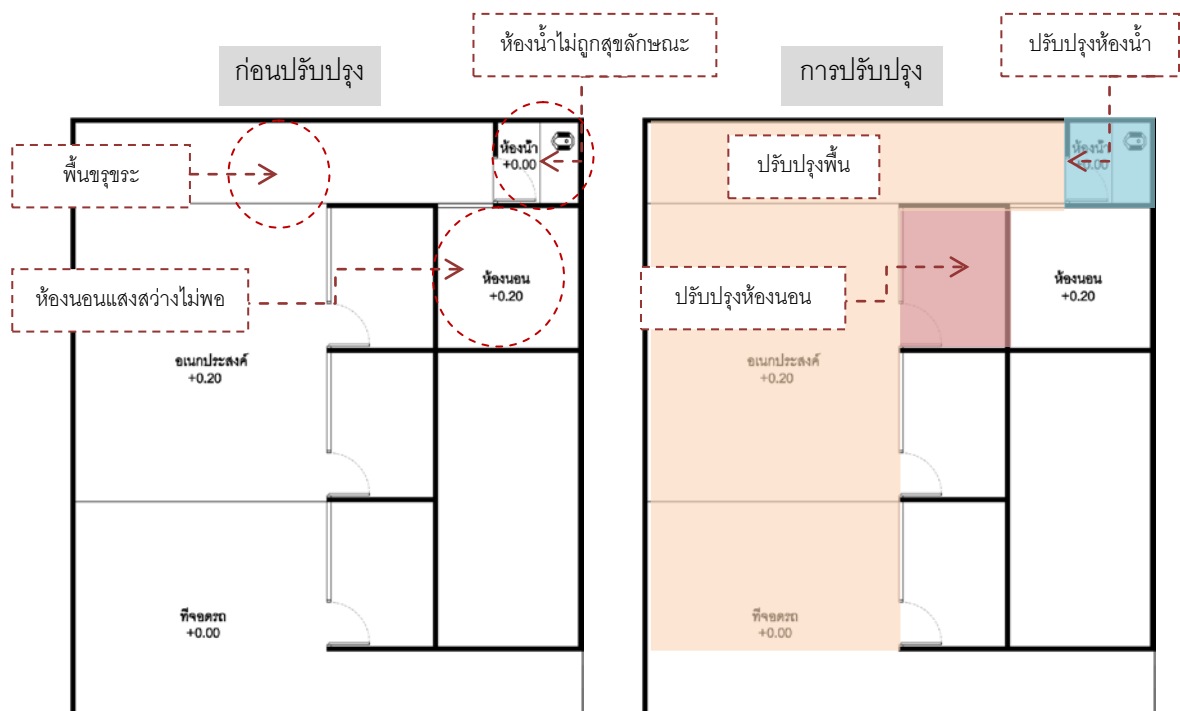 ห้องน้ำไม่ถูกสุขลักษณะ
ก่อนปรับปรุง
ห้องน้ำ
+0.00
พื้นขรุขระ
ห้องนอน
+0.20
ห้องนอนแสงสว่างไม่พอ
อเนกประสงค์
+0.20
ที่จอดรถ
+0.00
ปรับปรุงห้องน้ำ
การปรับปรุง
ห้องน้ำ
+0.00
ปรับปรุงพื้น
ห้องนอน
+0.20
ปรับปรุงห้องนอน
อเนกประสงค์
+0.20
ที่จอดรถ
+0.00